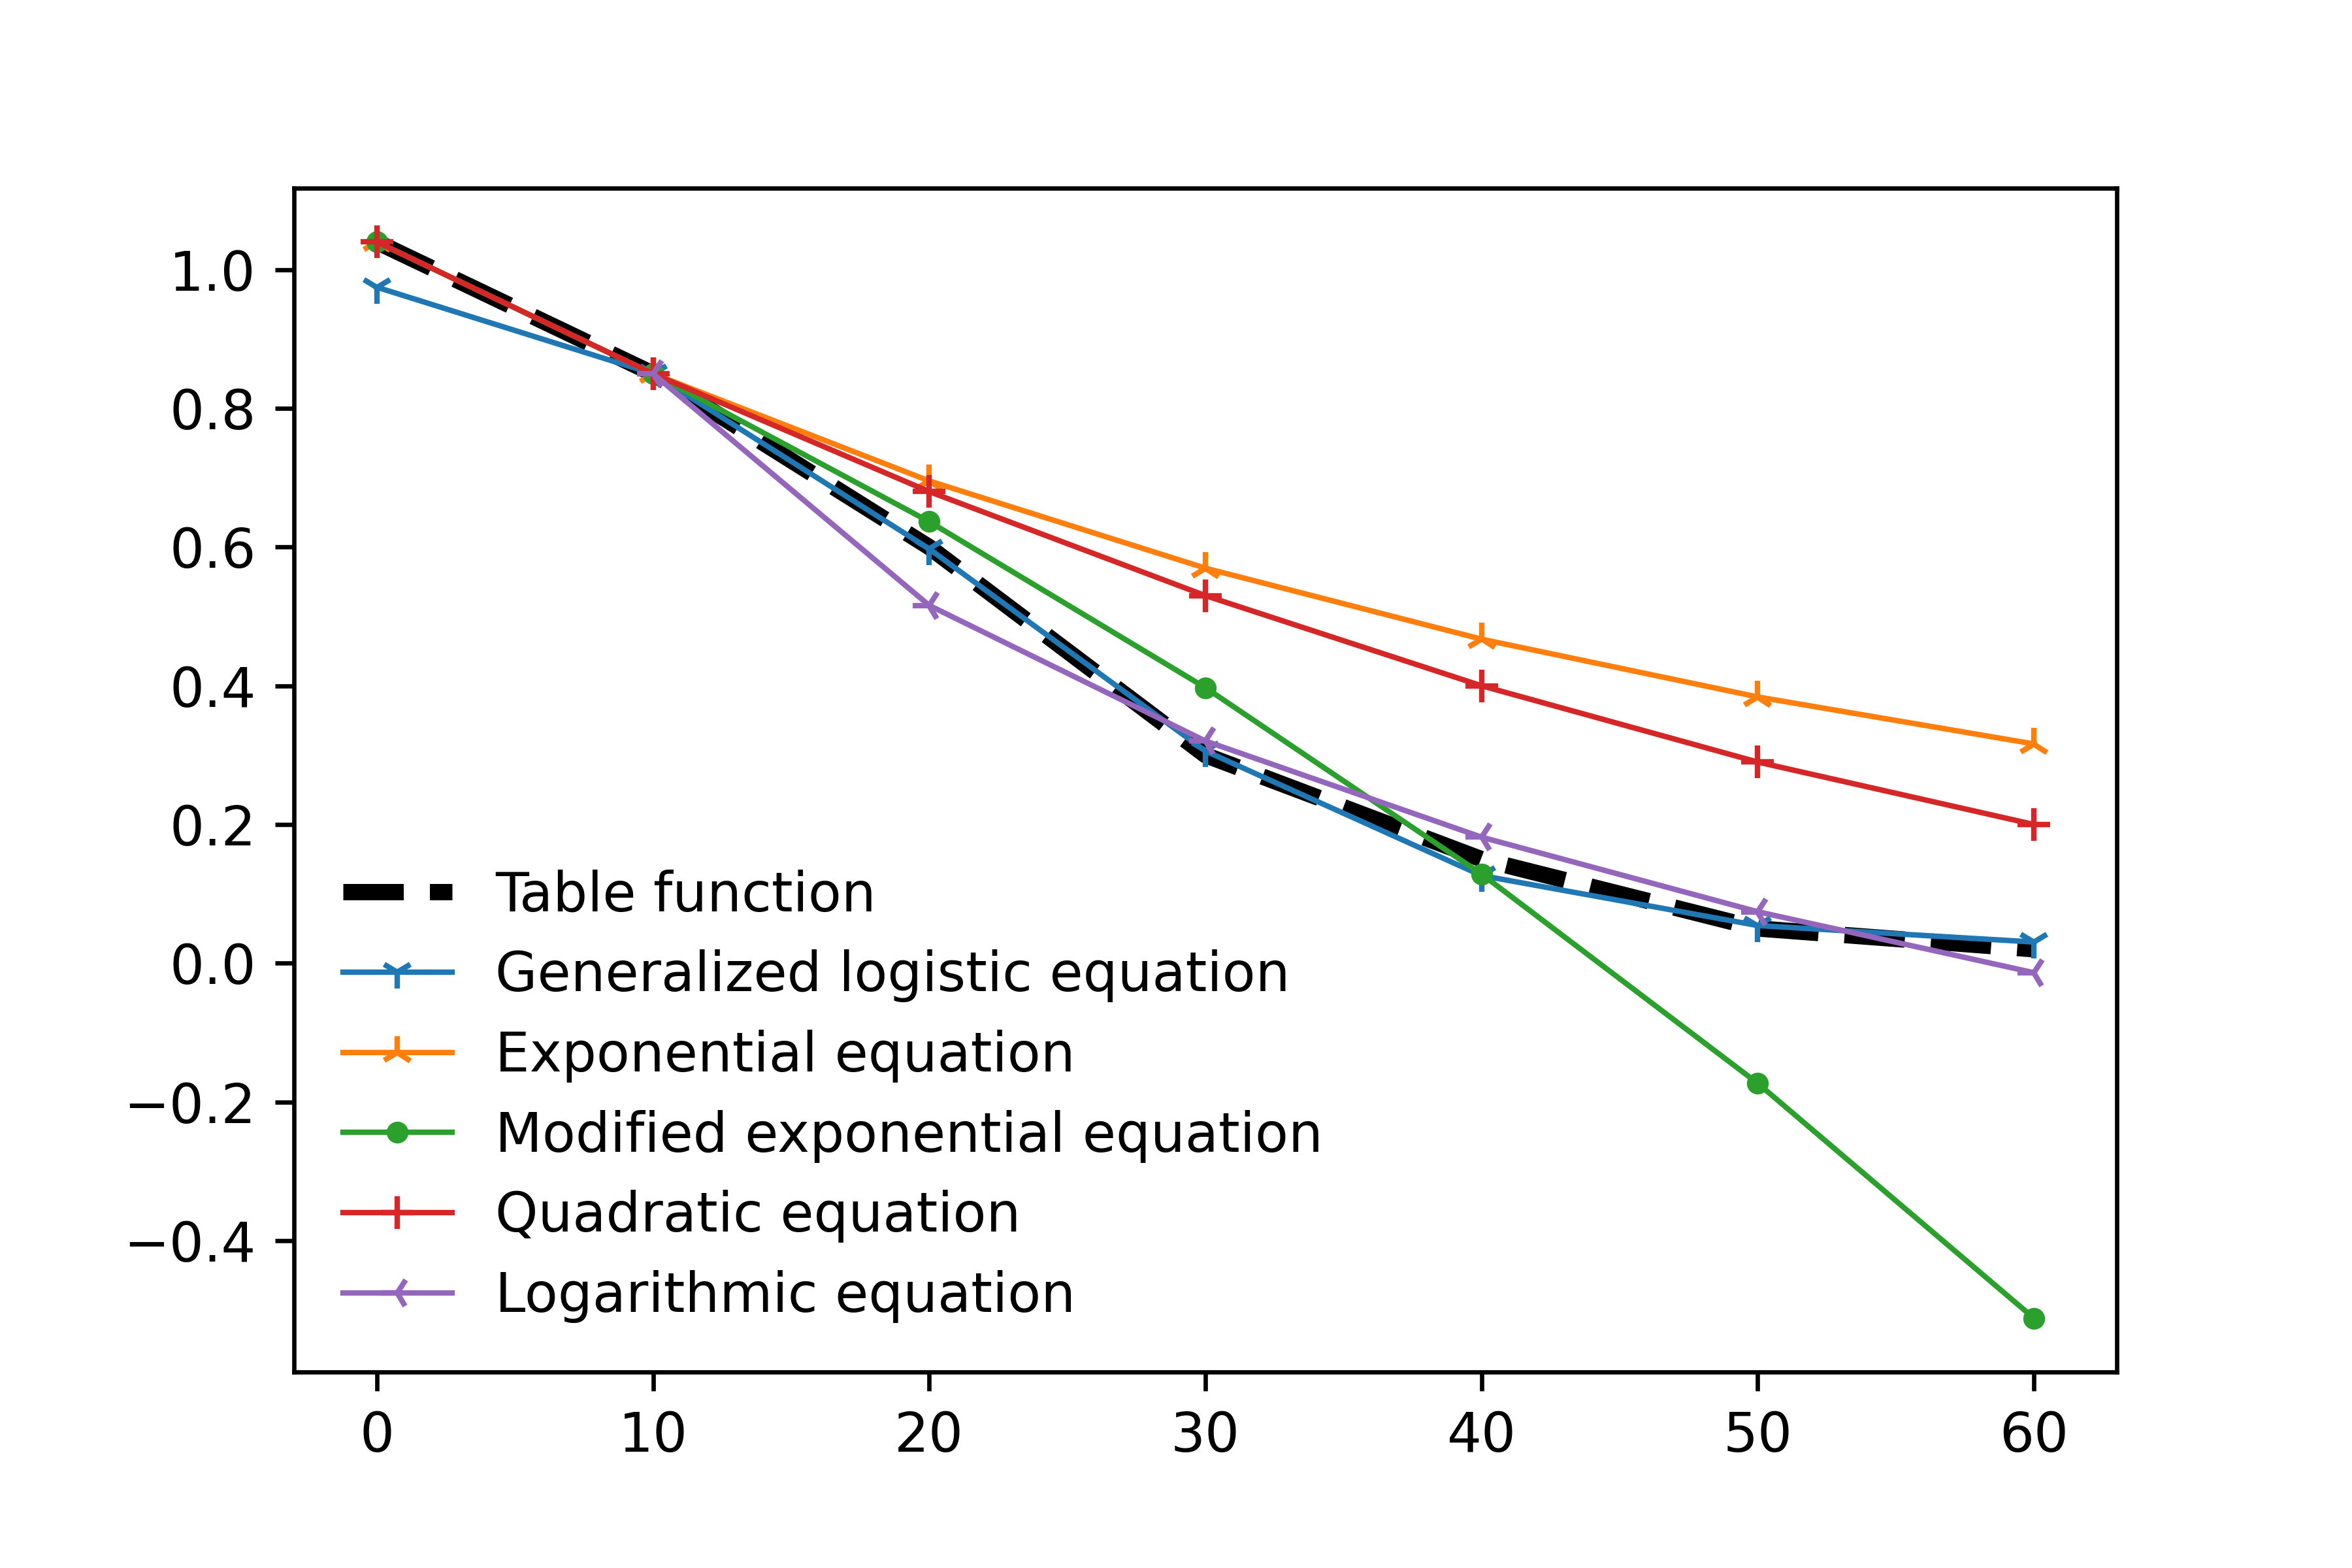 1.0
0.8
0.6
0.4
0.2
0.0
−0.2
−0.4
Table function
Generalized logistic equation
Exponential equation
Modified exponential equation
Quadratic equation
Logarithmic equation
0 10 20 30 40 50 60